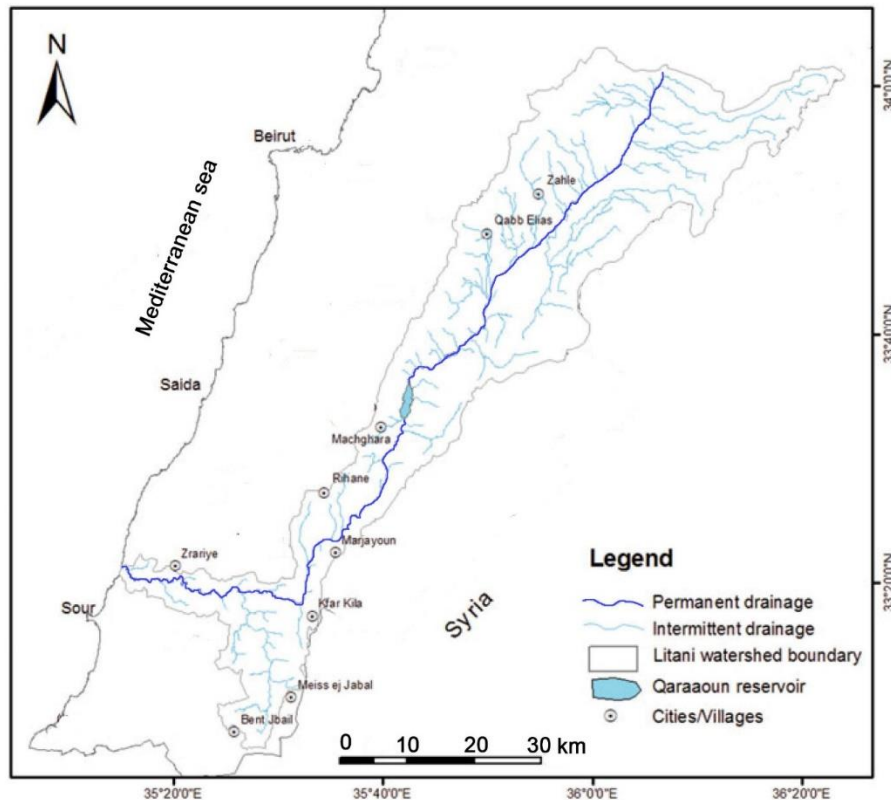 N
Beirut
Mediterranean sea
Saida
Sour
Zahle
Qabb Elias
Machghara
Rihane
Marjayoun
Zrariye
Kfar Kila
Meiss ej Jabal
Bent Jbail
Syria
Legend
Permanent drainage
Intermittent drainage
Litani watershed boundary
Qaraaoun reservoir
Cities/Villages
0 10 20 30 km
34°0'0"N
33°40'0"N
33°20'0"N
35°20'0"E 35°40'0"E 36°0'0"E 36°20'0"E